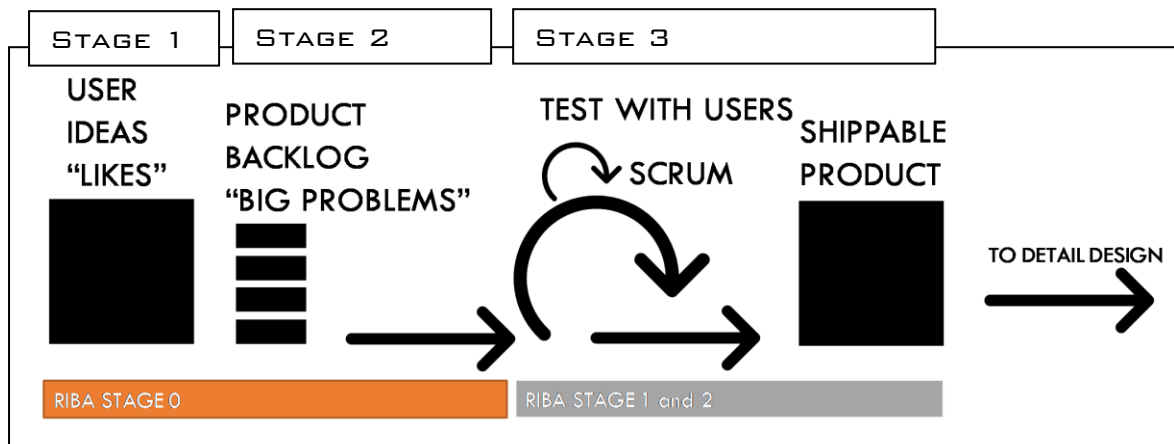 STAGE 1
STAGE 2
STAGE 3
USER
IDEAS
“LIKES”
PRODUCT
BACKLOG
“BIG PROBLEMS”
TEST WITH USERS
SCRUM
SHIPPABLE
PRODUCT
TO DETAIL DESIGN
RIBA STAGE 0
RIBA STAGE 1 and 2